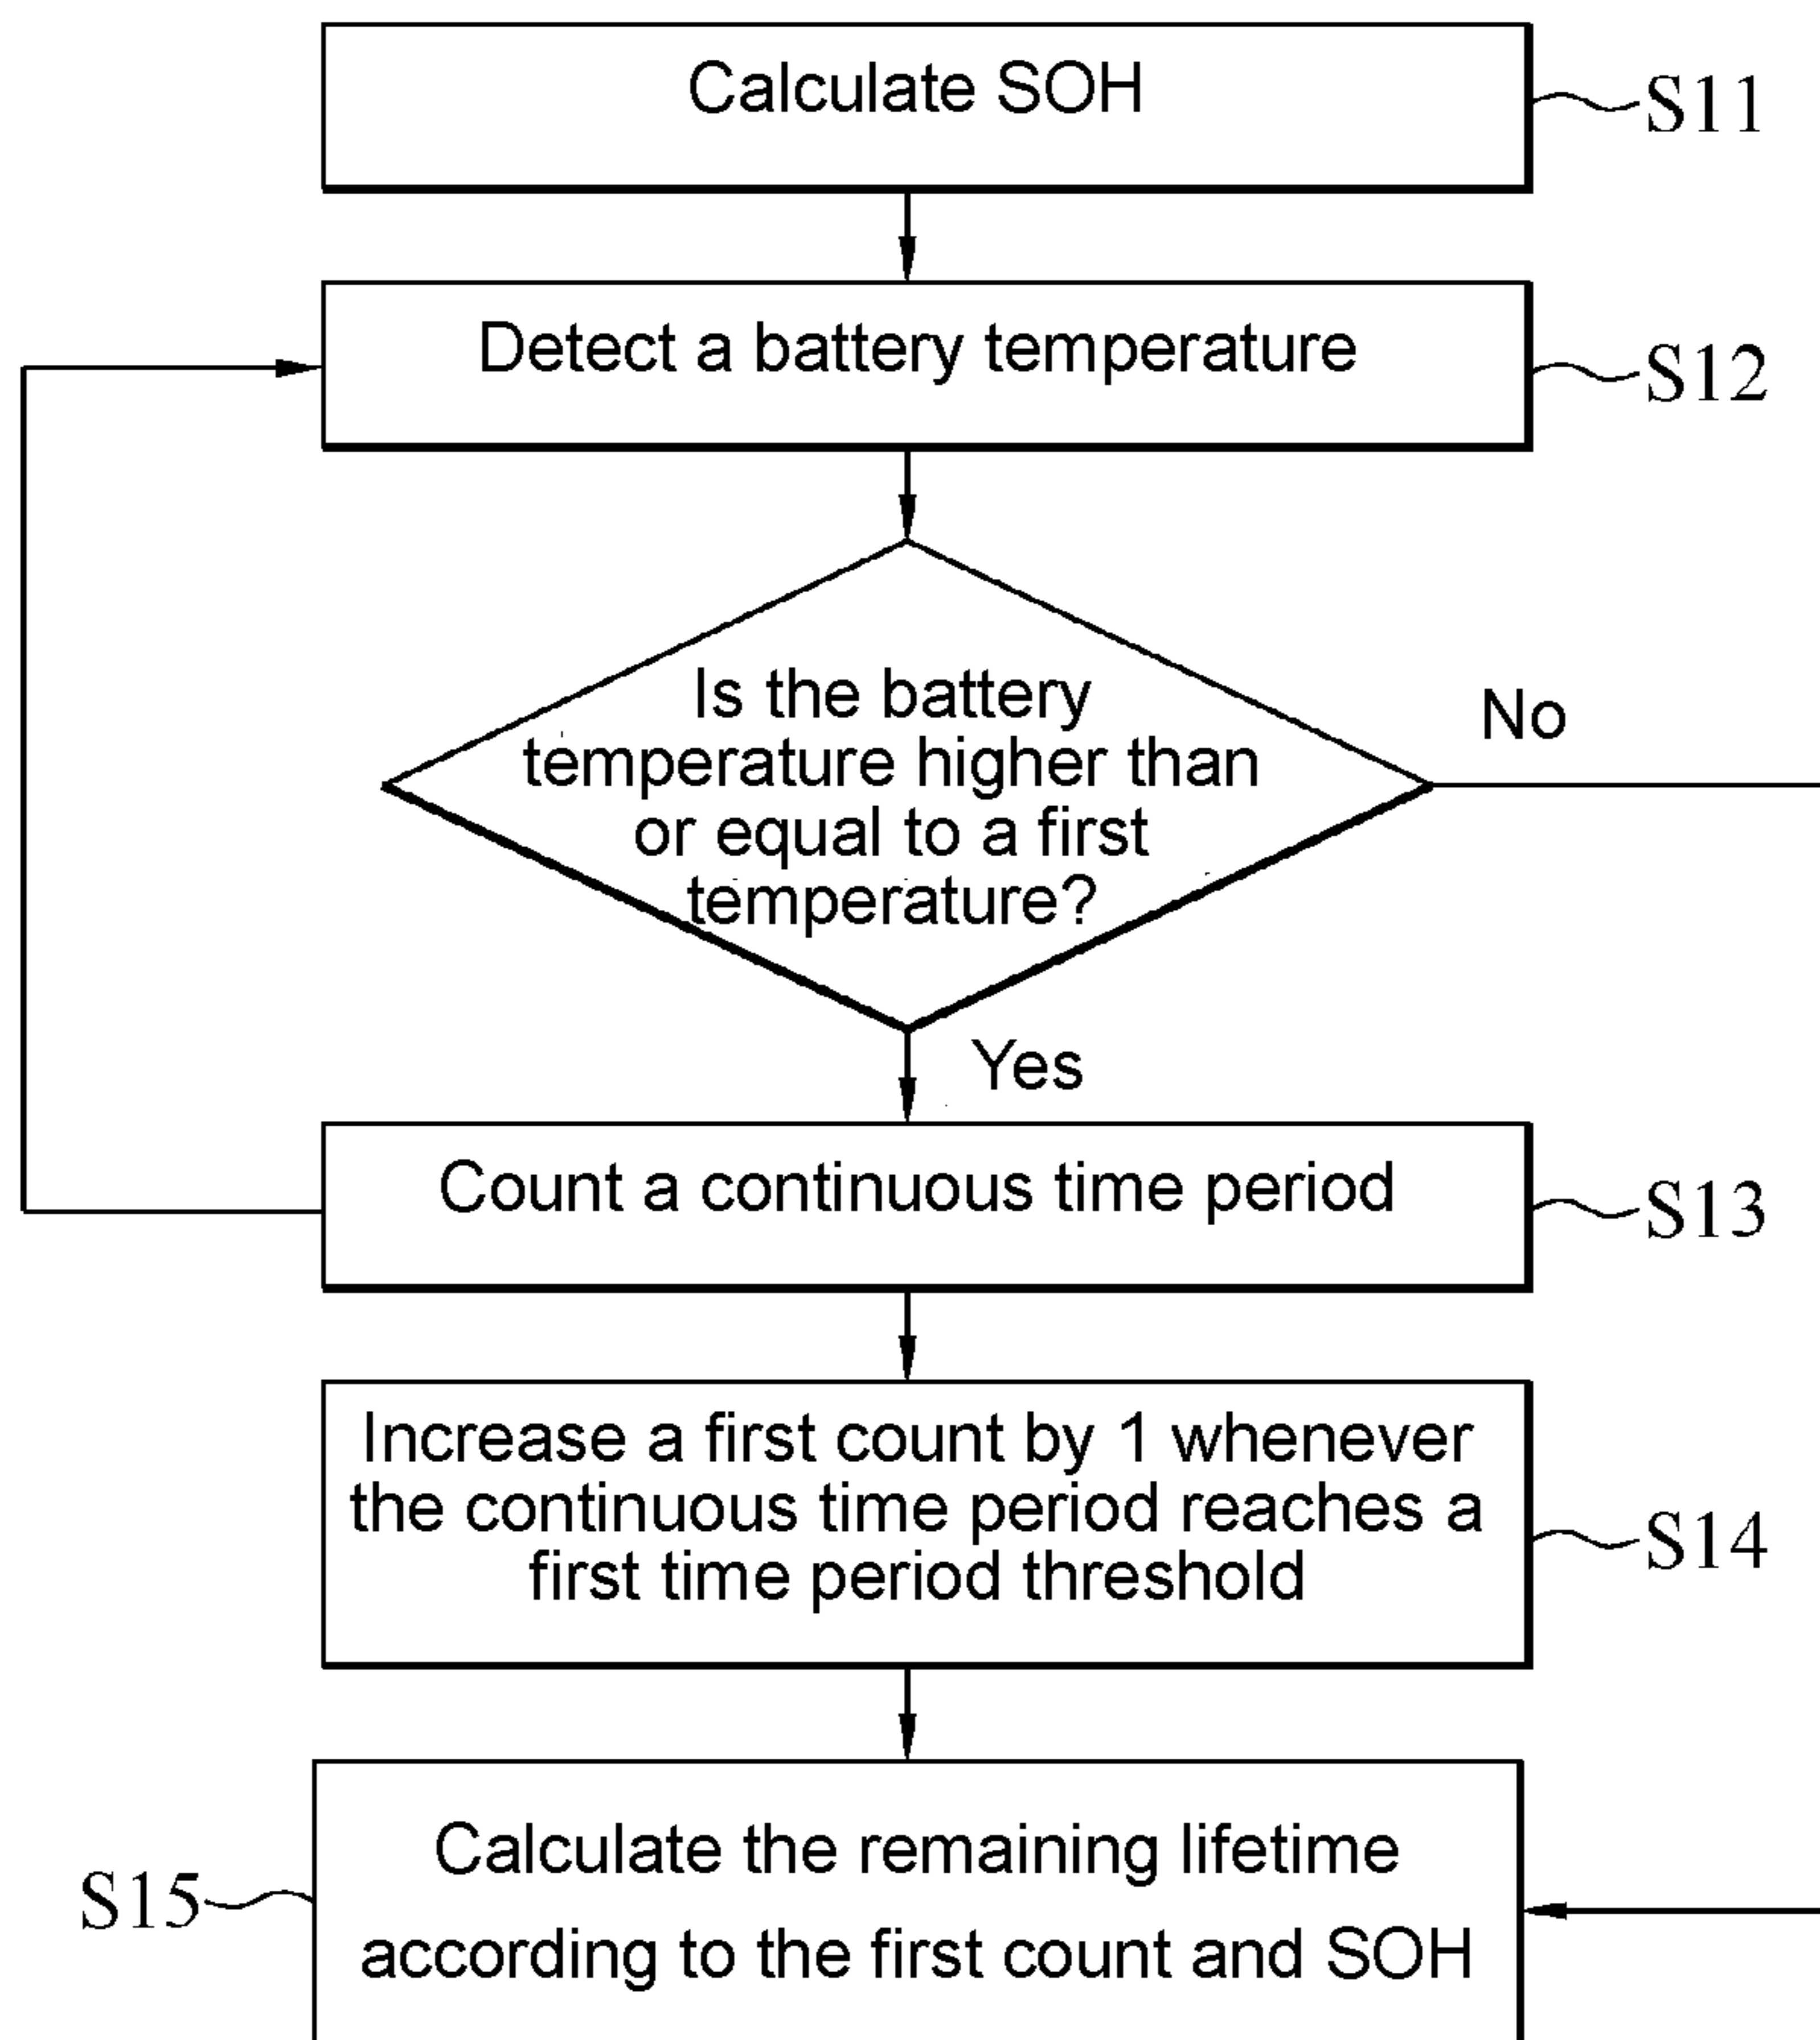 Calculate SOH
S11
Detect a battery temperature
S12
Is the battery
temperature higher than
or equal to a first
temperature?
No
Yes
Count a continuous time period
S13
Increase a first count by 1 whenever
the continuous time period reaches a
first time period threshold
S14
Calculate the remaining lifetime
according to the first count and SOH
S15